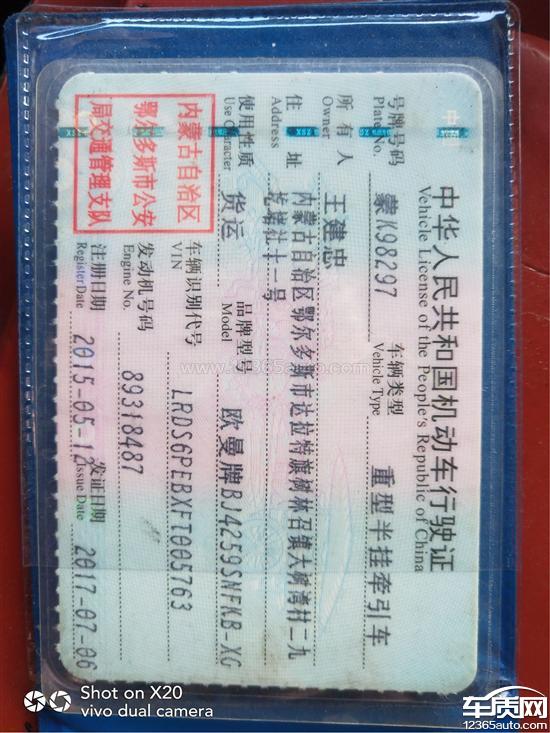 中华人民共和国机动车行驶证
Vehicle License of the People's Republic of China
号牌号码 蒙K98297 车辆类型 重型半挂牵引车
Plate No. Vehicle Type
所有人 王建忠
Owner
住址 内蒙古自治区鄂尔多斯市达拉特旗树林召镇大树湾村二九
Address
圪堵社十一号
使用性质 货运 品牌型号 欧曼牌BJ4259SNFKB-XG
Use Character Model
内蒙古自治区
鄂尔多斯市公安
局交通管理支队
车辆识别代号 LRDS6PEBXFT005763
VIN
发动机号码 89318487
Engine No.
注册日期 2015-05-12 发证日期 2017-07-06
Register Date Issue Date
www.12365auto.com
Shot on X20
vivo dual camera
车质网
12365auto.com